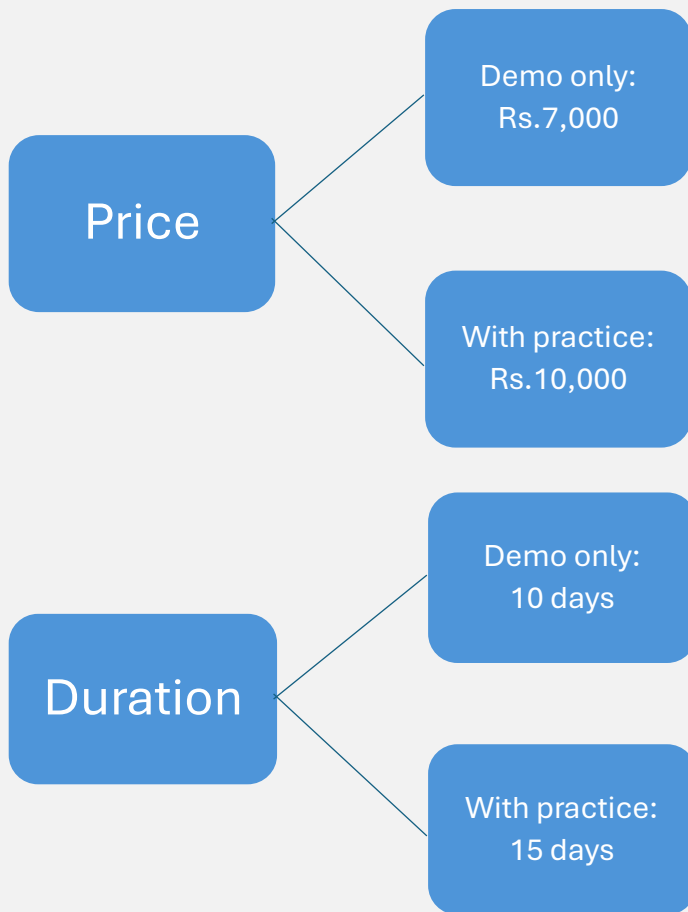 Price
Demo only:
Rs.7,000
With practice:
Rs.10,000
Duration
Demo only:
10 days
With practice:
15 days